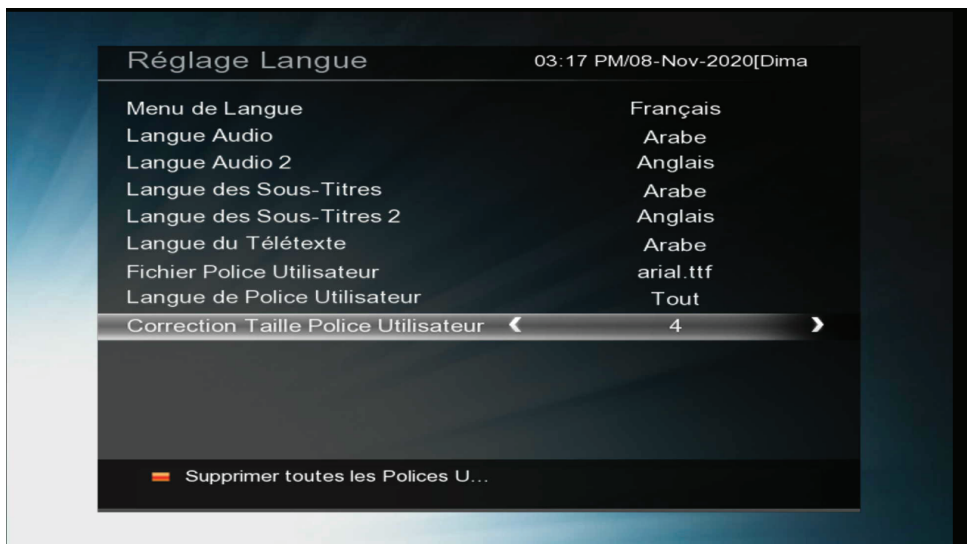 Réglage Langue 03:17 PM/08-Nov-2020[Dima
Menu de Langue Français
Langue Audio Arabe
Langue Audio 2 Anglais
Langue des Sous-Titres Arabe
Langue des Sous-Titres 2 Anglais
Langue du Télétexte Arabe
Fichier Police Utilisateur arial.ttf
Langue de Police Utilisateur Tout
Correction Taille Police Utilisateur 4
Supprimer toutes les Polices U...